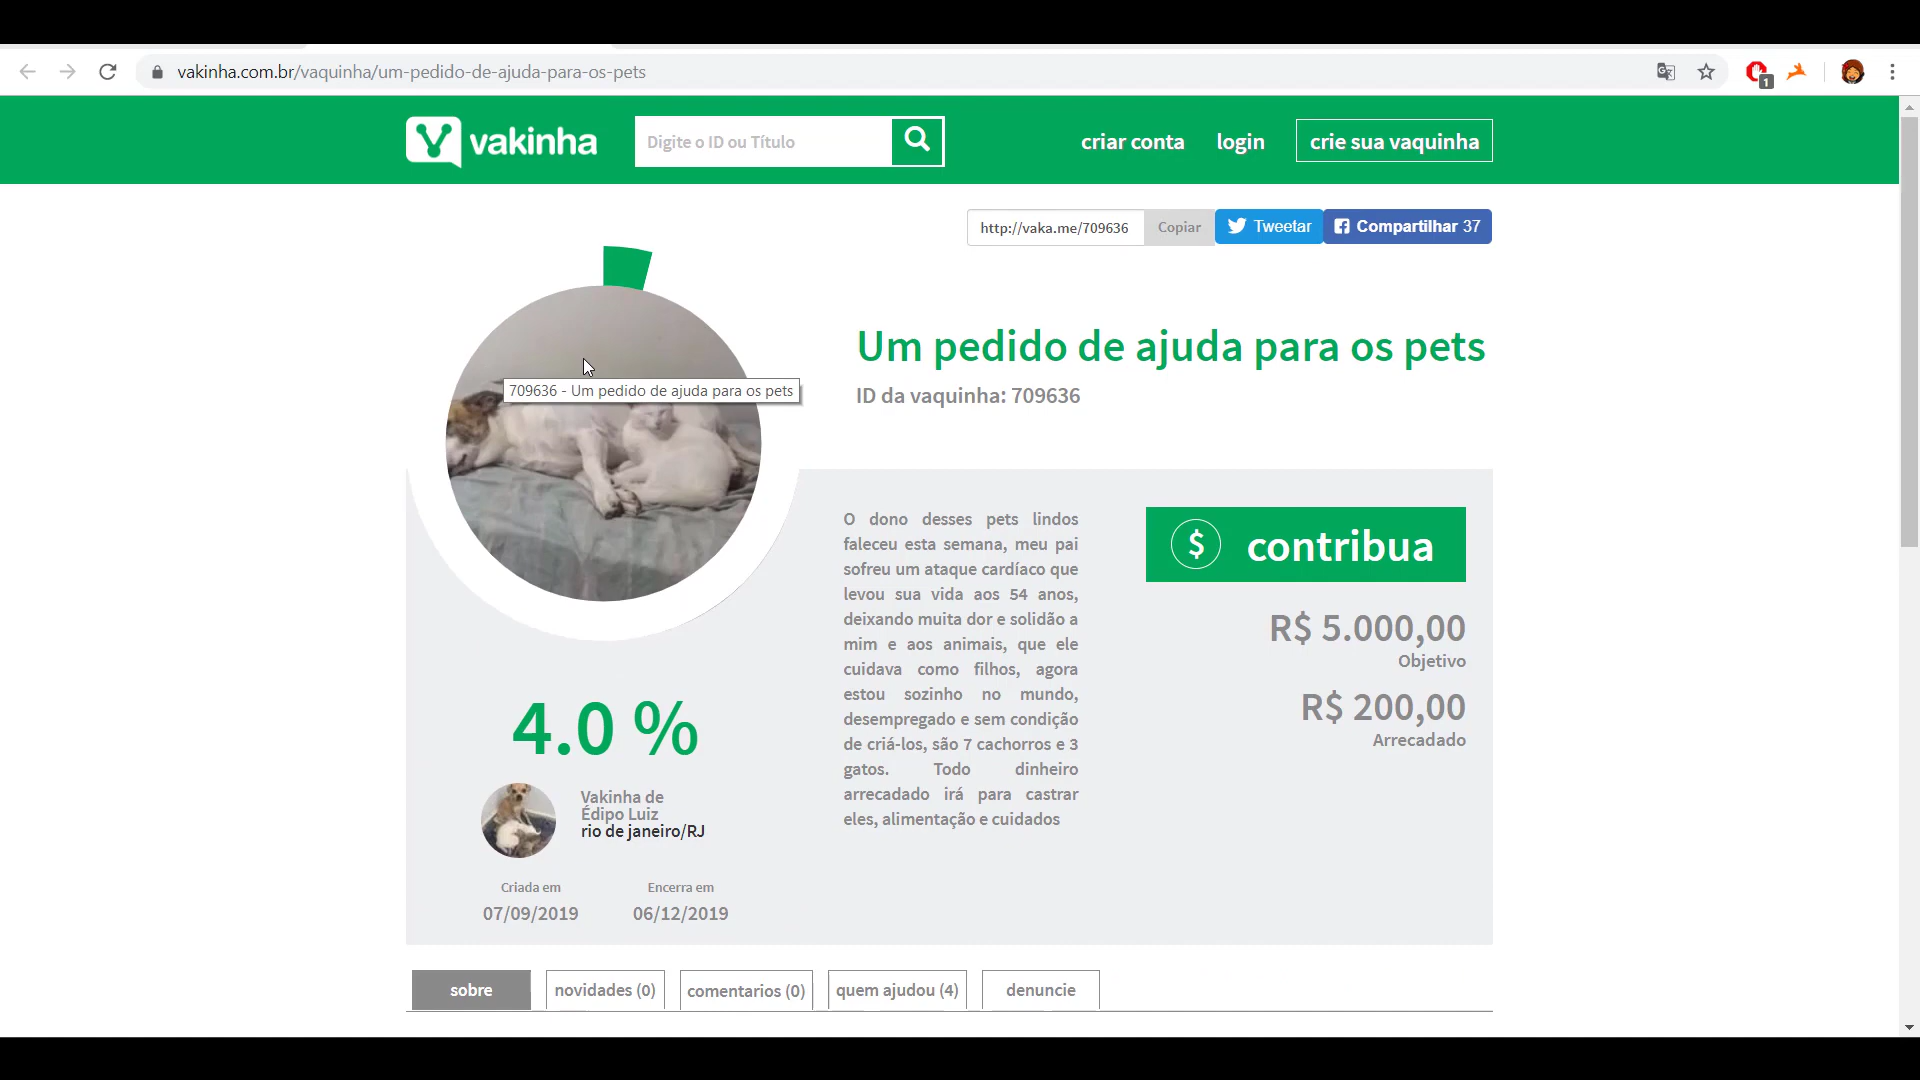 vakinha.com.br/vaquinha/um-pedido-de-ajuda-para-os-pets
1
vakinha
Digite o ID ou Título
criar conta
login
crie sua vaquinha
http://vaka.me/709636
Copiar
Tweetar
Compartilhar 37
Um pedido de ajuda para os pets
ID da vaquinha: 709636
709636 - Um pedido de ajuda para os pets
O dono desses pets lindos
faleceu esta semana, meu pai
sofreu um ataque cardíaco que
levou sua vida aos 54 anos,
deixando muita dor e solidão a
mim e aos animais, que ele
cuidava como filhos, agora
estou sozinho no mundo,
desempregado e sem condição
de criá-los, são 7 cachorros e 3
gatos. Todo dinheiro
arrecadado irá para castrar
eles, alimentação e cuidados
$ contribua
R$ 5.000,00
Objetivo
R$ 200,00
Arrecadado
4.0 %
Vakinha de
Édipo Luiz
rio de janeiro/RJ
Criada em
07/09/2019
Encerra em
06/12/2019
sobre
novidades (0)
comentarios (0)
quem ajudou (4)
denuncie